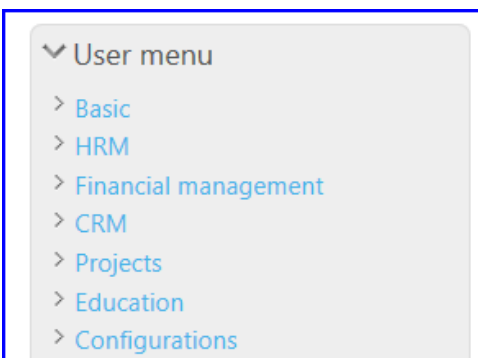 User menu
Basic
HRM
Financial management
CRM
Projects
Education
Configurations